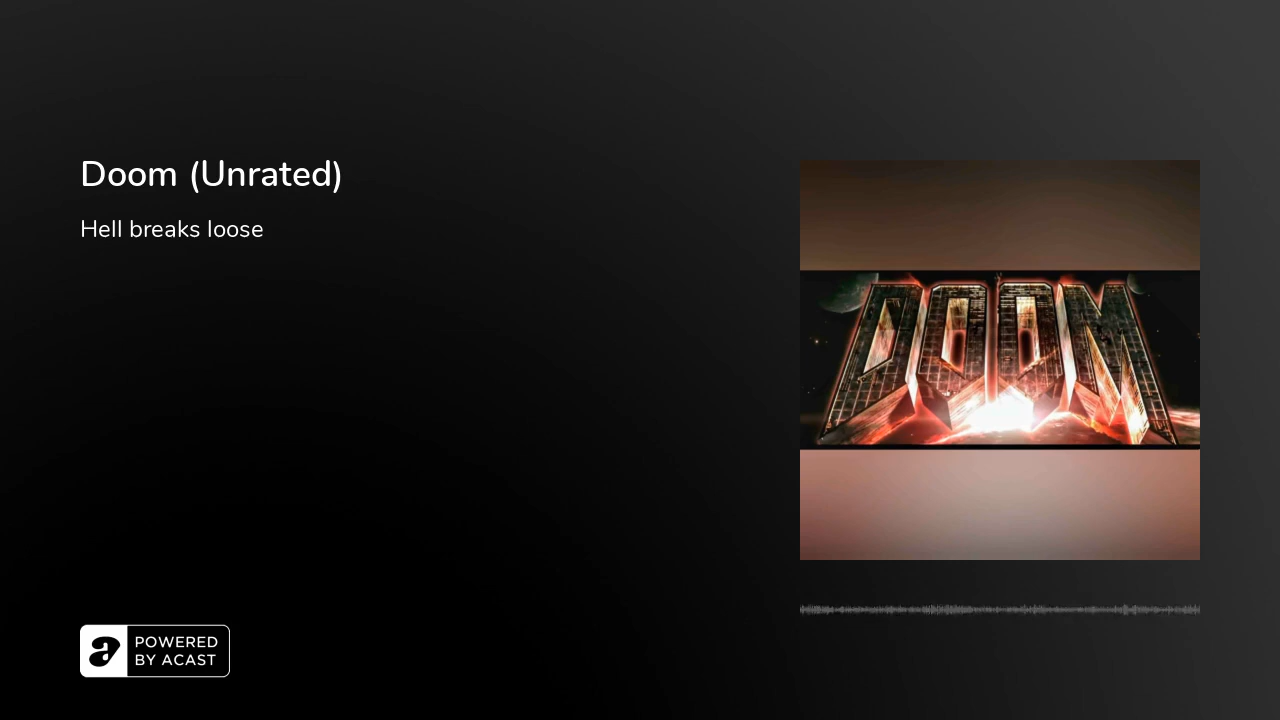 Doom (Unrated)
Hell breaks loose
DOOM
POWERED
BY ACAST